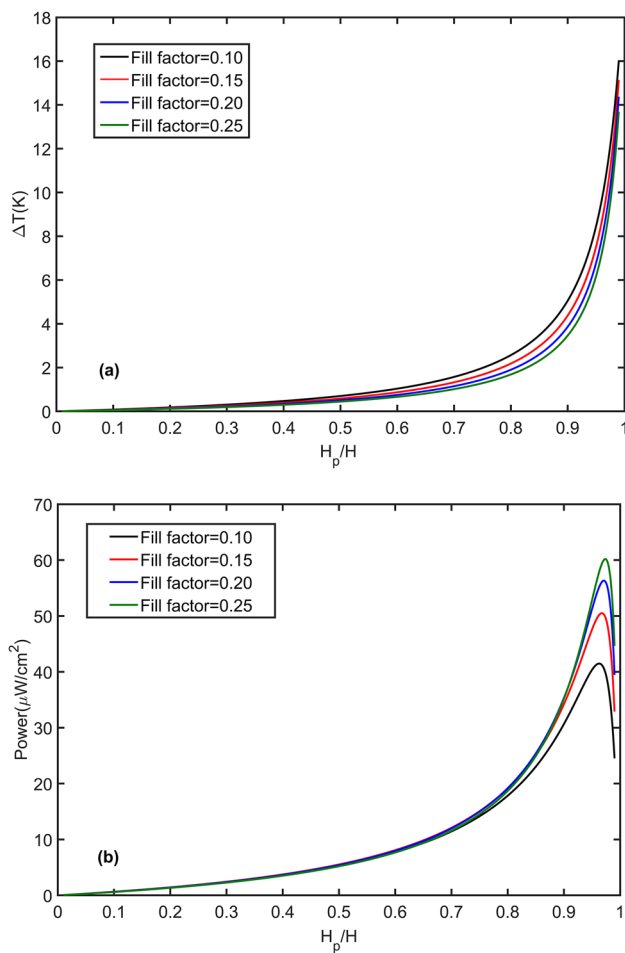 18
16
14
12
10
8
6
4
2
0
ΔT(K)
Fill factor=0.10
Fill factor=0.15
Fill factor=0.20
Fill factor=0.25
(a)
0.1 0.2 0.3 0.4 0.5 0.6 0.7 0.8 0.9 1
H_p/H
70
60
50
40
30
20
10
0
Power(μW/cm²)
Fill factor=0.10
Fill factor=0.15
Fill factor=0.20
Fill factor=0.25
(b)
0 0.1 0.2 0.3 0.4 0.5 0.6 0.7 0.8 0.9 1
H_p/H